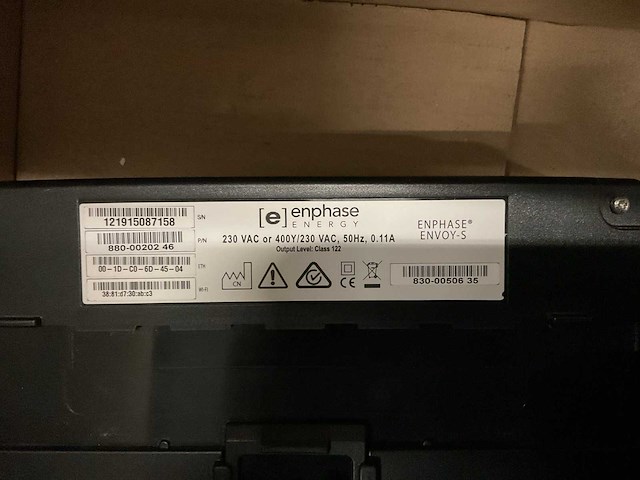 121915087158
S/N
880-00202 46
P/N
00-1D-C0-6D-45-04
ETH
38:81:d7:30:ab:c3
WI-FI
[e] enphase
ENERGY
230 VAC or 400Y/230 VAC, 50Hz, 0.11A
Output Level: Class 122
CN
CE
ENPHASE®
ENVOY-S
830-00506 35